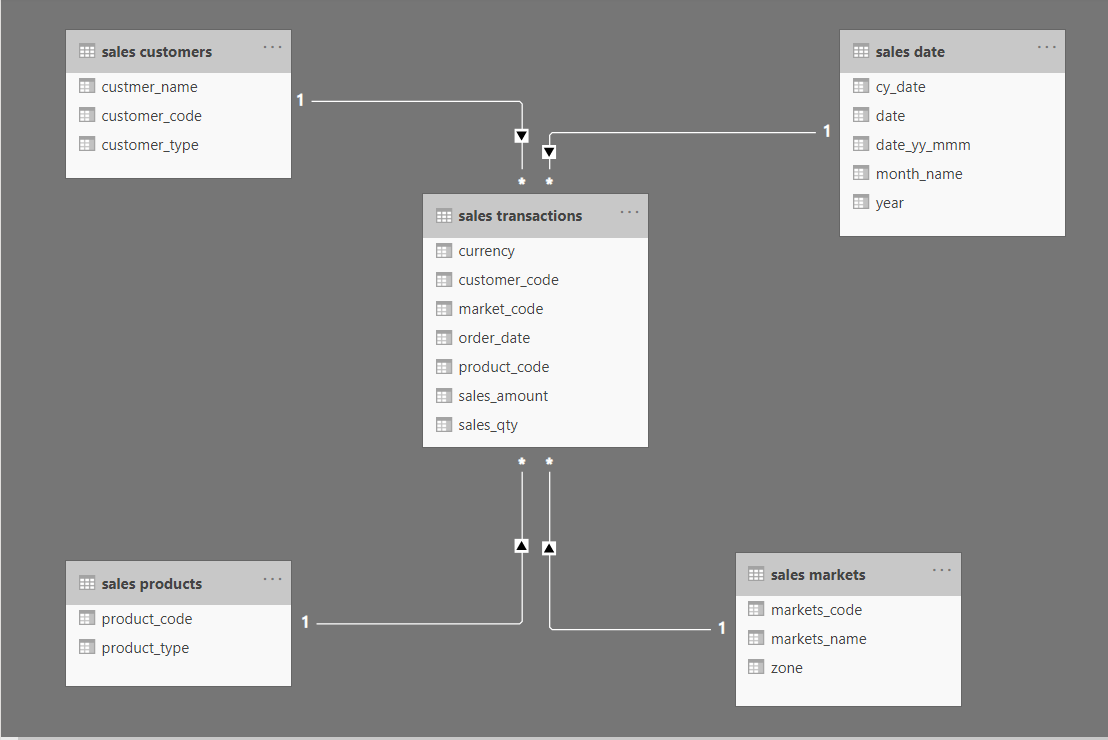 sales customers
custmer_name
customer_code
customer_type
1
sales date
cy_date
date
date_yy_mmm
month_name
year
1
* *
sales transactions
currency
customer_code
market_code
order_date
product_code
sales_amount
sales_qty
* *
sales products
product_code
product_type
1
sales markets
markets_code
markets_name
zone
1